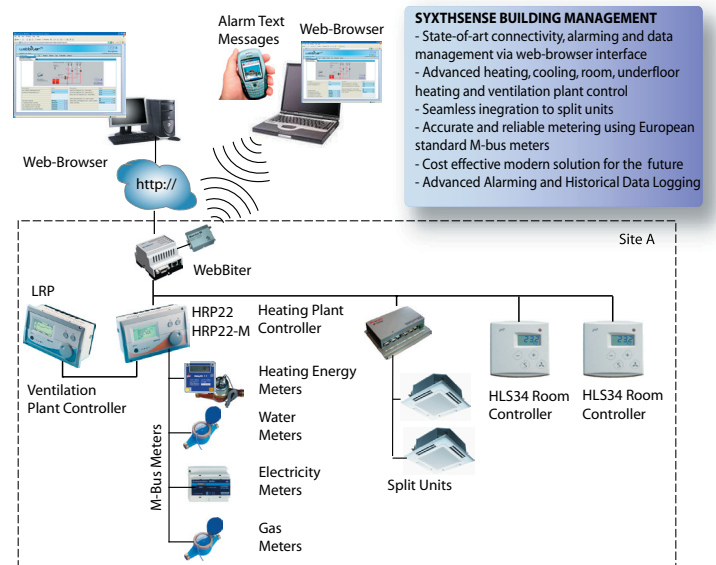 Alarm Text
Messages
Web-Browser
SYXTHSENSE BUILDING MANAGEMENT
- State-of-art connectivity, alarming and data
management via web-browser interface
- Advanced heating, cooling, room, underfloor
heating and ventilation plant control
- Seamless inegration to split units
- Accurate and reliable metering using European
standard M-bus meters
- Cost effective modern solution for the future
- Advanced Alarming and Historical Data Logging
Web-Browser
http://
Site A
WebBiter
LRP
HRP22
HRP22-M
Heating Plant
Controller
Ventilation
Plant Controller
Heating Energy
Meters
Water
Meters
Electricity
Meters
Gas
Meters
M-Bus Meters
Split Units
HLS34 Room
Controller
HLS34 Room
Controller